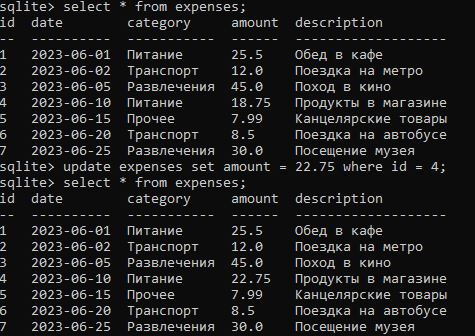 sqlite> select * from expenses;
id  date        category     amount  description
--  ----------  -----------  ------  -------------------
1   2023-06-01  Питание      25.5    Обед в кафе
2   2023-06-02  Транспорт    12.0    Поездка на метро
3   2023-06-05  Развлечения  45.0    Поход в кино
4   2023-06-10  Питание      18.75   Продукты в магазине
5   2023-06-15  Прочее       7.99    Канцелярские товары
6   2023-06-20  Транспорт    8.5     Поездка на автобусе
7   2023-06-25  Развлечения  30.0    Посещение музея
sqlite> update expenses set amount = 22.75 where id = 4;
sqlite> select * from expenses;
id  date        category     amount  description
--  ----------  -----------  ------  -------------------
1   2023-06-01  Питание      25.5    Обед в кафе
2   2023-06-02  Транспорт    12.0    Поездка на метро
3   2023-06-05  Развлечения  45.0    Поход в кино
4   2023-06-10  Питание      22.75   Продукты в магазине
5   2023-06-15  Прочее       7.99    Канцелярские товары
6   2023-06-20  Транспорт    8.5     Поездка на автобусе
7   2023-06-25  Развлечения  30.0    Посещение музея